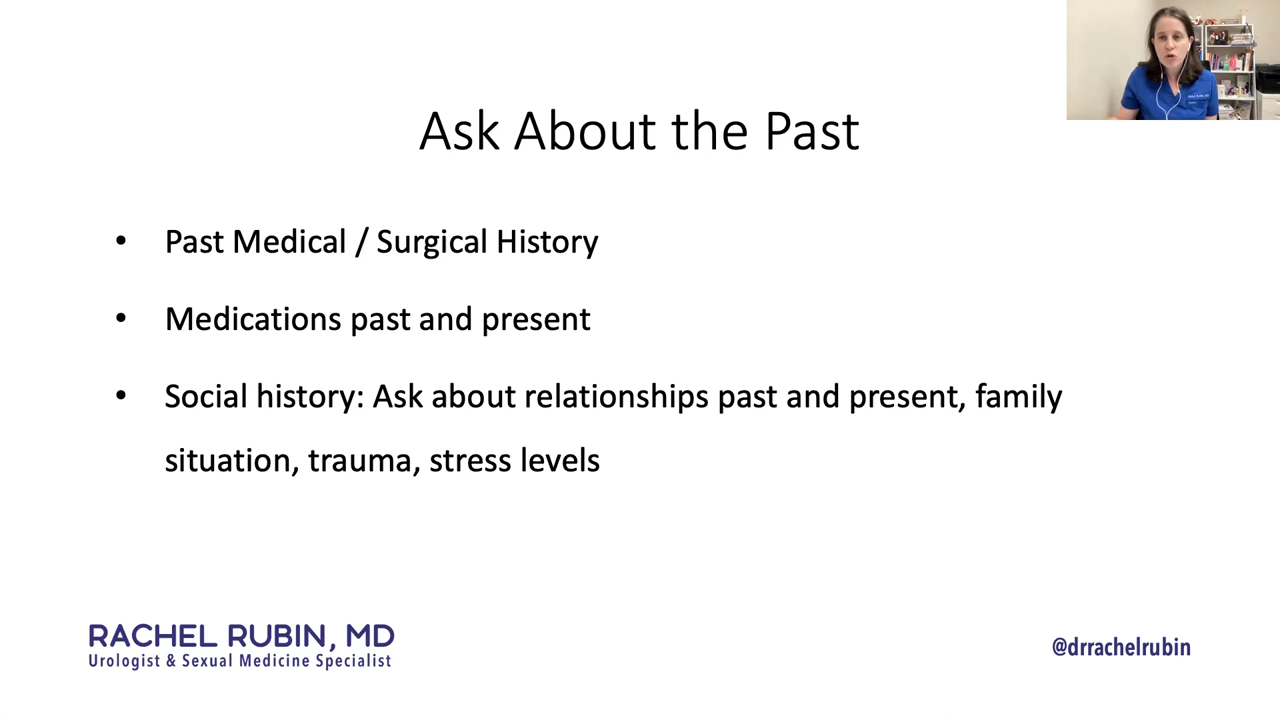 Ask About the Past
• Past Medical / Surgical History
• Medications past and present
• Social history: Ask about relationships past and present, family
situation, trauma, stress levels
RACHEL RUBIN, MD
Urologist & Sexual Medicine Specialist
@drrachelrubin